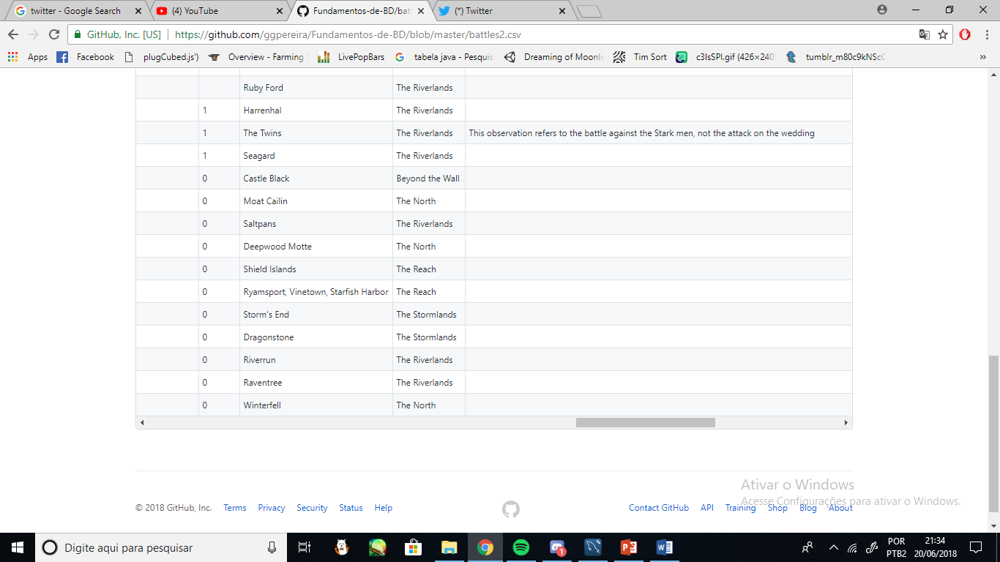 twitter - Google Search
(4) YouTube
Fundamentos-de-BD/bat
(*) Twitter
GitHub, Inc. [US]
https://github.com/ggpereira/Fundamentos-de-BD/blob/master/battles2.csv
Apps
Facebook
plugCubed.js')
Overview - Farming
LivePopBars
tabela java - Pesquis
Dreaming of Moonli
Tim Sort
c3IsSPl.gif (426×240)
tumblr_m80c9kNScC
»
Ruby Ford The Riverlands
1 Harrenhal The Riverlands
1 The Twins The Riverlands This observation refers to the battle against the Stark men, not the attack on the wedding
1 Seagard The Riverlands
0 Castle Black Beyond the Wall
0 Moat Cailin The North
0 Saltpans The Riverlands
0 Deepwood Motte The North
0 Shield Islands The Reach
0 Ryamsport, Vinetown, Starfish Harbor The Reach
0 Storm's End The Stormlands
0 Dragonstone The Stormlands
0 Riverrun The Riverlands
0 Raventree The Riverlands
0 Winterfell The North
Ativar o Windows
Acesse Configurações para ativar o Windows.
© 2018 GitHub, Inc. Terms Privacy Security Status Help
Contact GitHub API Training Shop Blog About
Digite aqui para pesquisar
1
POR
PTB2
21:34
20/06/2018